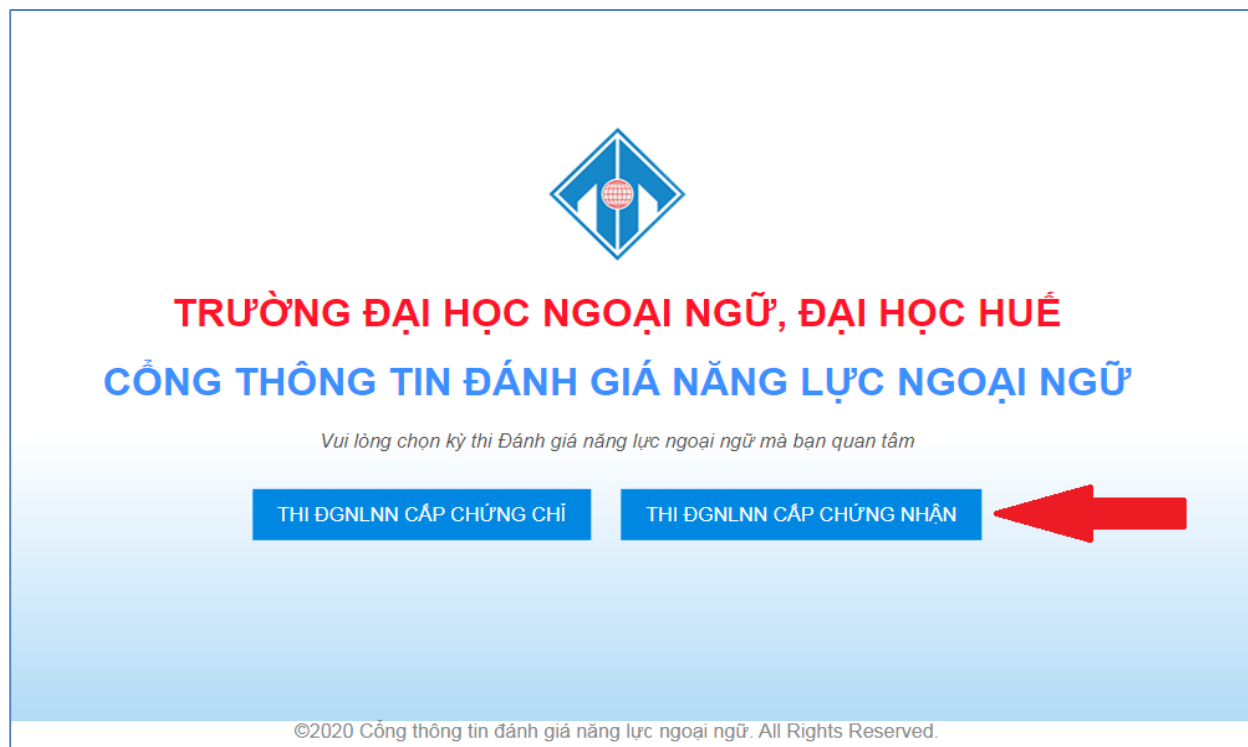 TRƯỜNG ĐẠI HỌC NGOẠI NGỮ, ĐẠI HỌC HUẾ
CỔNG THÔNG TIN ĐÁNH GIÁ NĂNG LỰC NGOẠI NGỮ
Vui lòng chọn kỳ thi Đánh giá năng lực ngoại ngữ mà bạn quan tâm
THI ĐGNLNN CẤP CHỨNG CHỈ
THI ĐGNLNN CẤP CHỨNG NHẬN
©2020 Cổng thông tin đánh giá năng lực ngoại ngữ. All Rights Reserved.